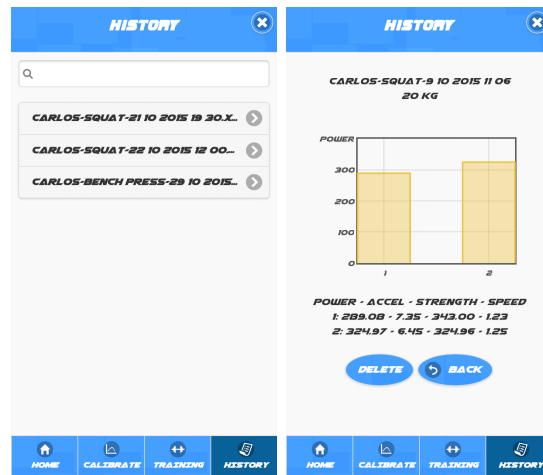 HISTORY
CARLOS-SQUAT-21 10 2015 19 30.X...
CARLOS-SQUAT-22 10 2015 12 00....
CARLOS-BENCH PRESS-29 10 2015...
HOME CALIBRATE TRAINING HISTORY
HISTORY
CARLOS-SQUAT-9 10 2015 11 06
20 KG
POWER
300
200
100
0
1 2
POWER - ACCEL - STRENGTH - SPEED
1: 289.08 - 7.35 - 343.00 - 1.23
2: 324.97 - 6.45 - 324.96 - 1.25
DELETE BACK
HOME CALIBRATE TRAINING HISTORY